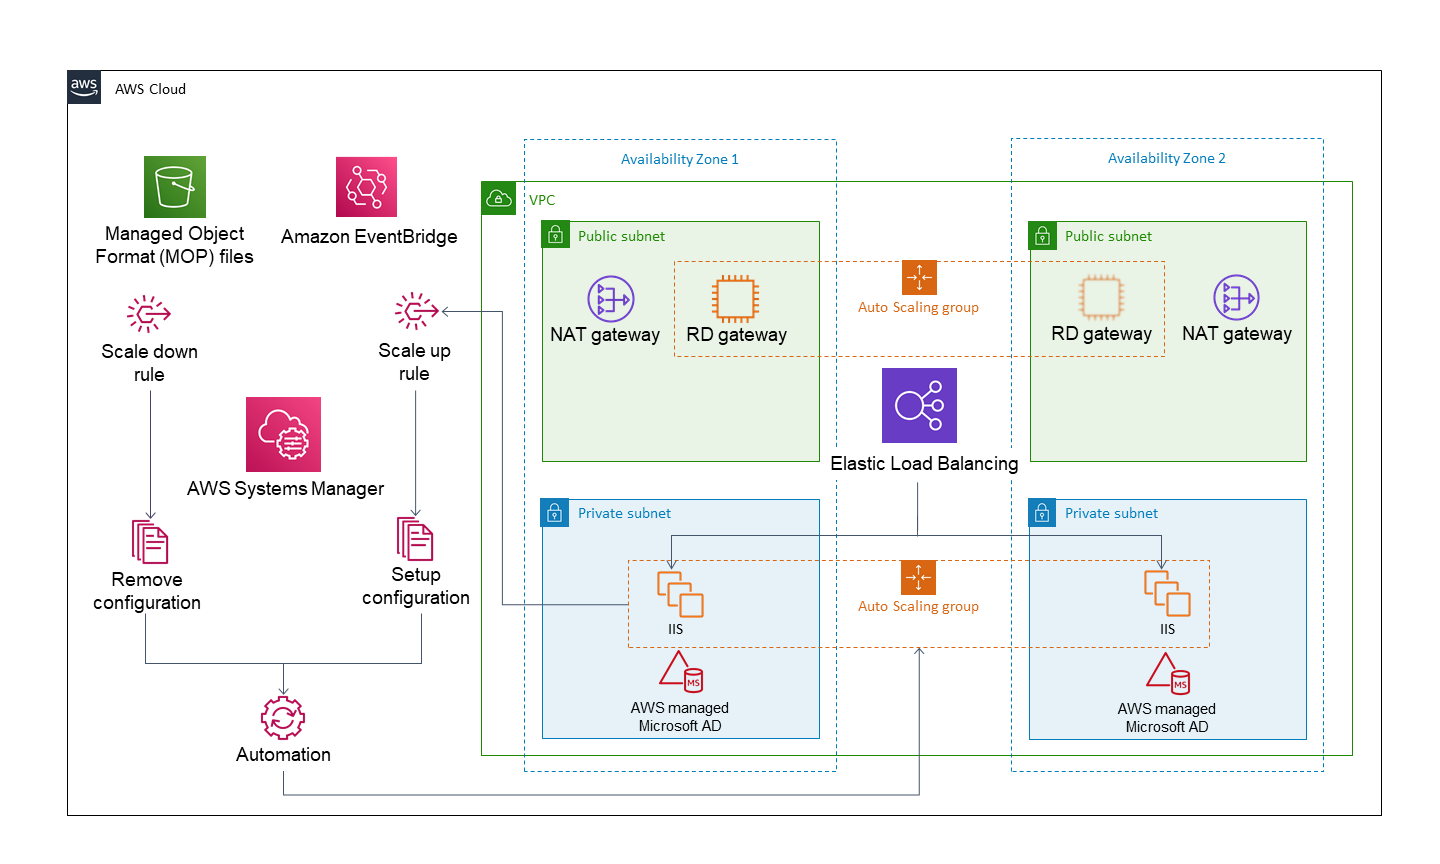 aws
AWS Cloud
Managed Object
Format (MOP) files
Amazon EventBridge
Scale down
rule
Scale up
rule
AWS Systems Manager
Remove
configuration
Setup
configuration
Automation
Availability Zone 1
Availability Zone 2
VPC
Public subnet
NAT gateway
RD gateway
Auto Scaling group
Public subnet
RD gateway
NAT gateway
Elastic Load Balancing
Private subnet
IIS
MS
AWS managed
Microsoft AD
Auto Scaling group
Private subnet
IIS
MS
AWS managed
Microsoft AD